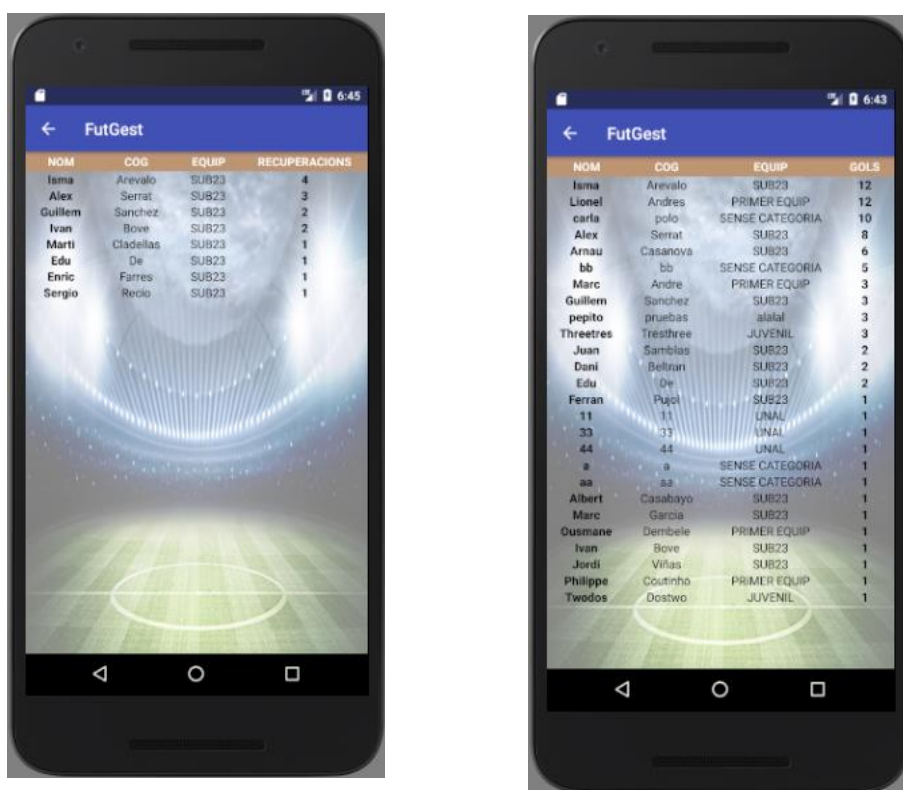 6:45
FutGest
NOM COG EQUIP RECUPERACIONS
Isma Arevalo SUB23 4
Alex Serrat SUB23 3
Guillem Sanchez SUB23 2
Ivan Bove SUB23 2
Marti Cladellas SUB23 1
Edu De SUB23 1
Enric Farres SUB23 1
Sergio Recio SUB23 1
6:43
FutGest
NOM COG EQUIP GOLS
Isma Arevalo SUB23 12
Lionel Andres PRIMER EQUIP 12
carla polo SENSE CATEGORIA 10
Alex Serrat SUB23 8
Arnau Casanova SUB23 6
bb bb SENSE CATEGORIA 5
Marc Andre PRIMER EQUIP 3
Guillem Sanchez SUB23 3
pepito pruebas alalal 3
Threetres Tresthree JUVENIL 3
Juan Samblas SUB23 2
Dani Beltran SUB23 2
Edu De SUB23 2
Ferran Pujol SUB23 1
11 11 UNAL 1
33 33 UNAL 1
44 44 UNAL 1
a a SENSE CATEGORIA 1
aa aa SENSE CATEGORIA 1
Albert Casabayo SUB23 1
Marc Garcia SUB23 1
Ousmane Dembele PRIMER EQUIP 1
Ivan Bove SUB23 1
Jordi Viñas SUB23 1
Philippe Coutinho PRIMER EQUIP 1
Twodos Dostwo JUVENIL 1